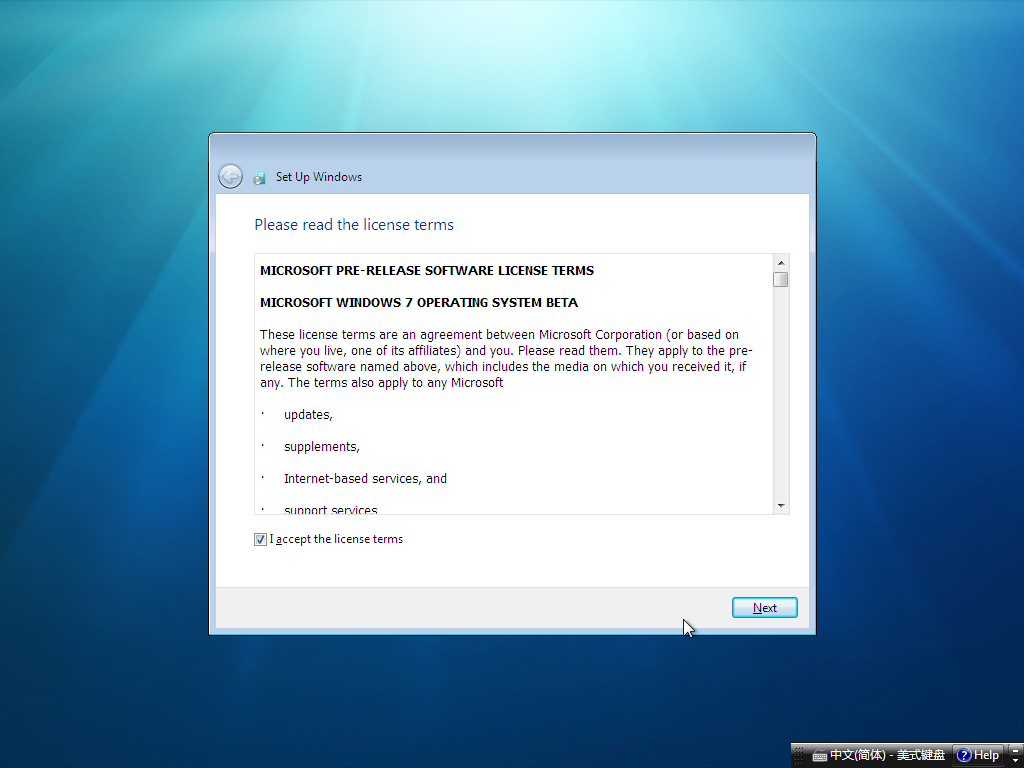 Set Up Windows
Please read the license terms
MICROSOFT PRE-RELEASE SOFTWARE LICENSE TERMS
MICROSOFT WINDOWS 7 OPERATING SYSTEM BETA
These license terms are an agreement between Microsoft Corporation (or based on
where you live, one of its affiliates) and you. Please read them. They apply to the pre-
release software named above, which includes the media on which you received it, if
any. The terms also apply to any Microsoft
· updates,
· supplements,
· Internet-based services, and
· support services
I accept the license terms
Next
中文(简体) - 美式键盘 Help